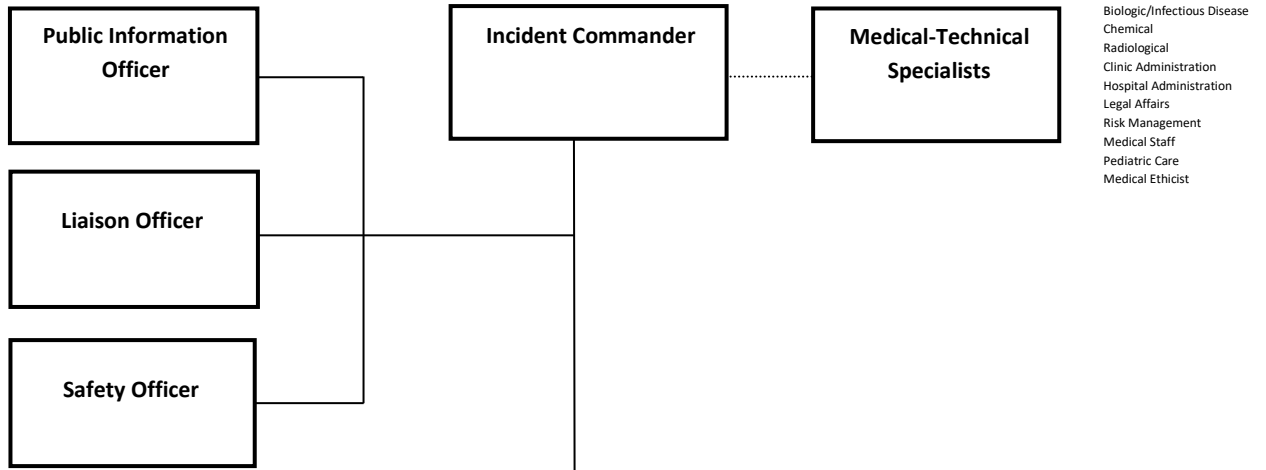 Public Information
Officer
Incident Commander
Medical-Technical
Specialists
Biologic/Infectious Disease
Chemical
Radiological
Clinic Administration
Hospital Administration
Legal Affairs
Risk Management
Medical Staff
Pediatric Care
Medical Ethicist
Liaison Officer
Safety Officer